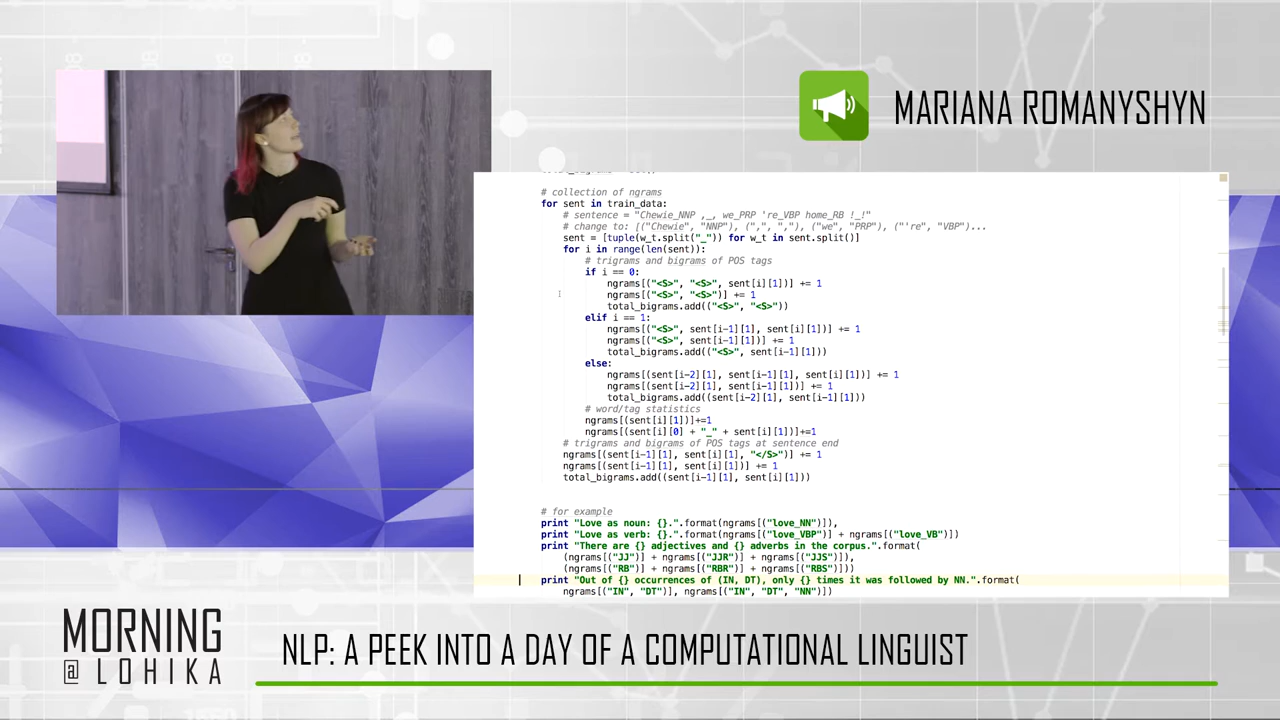 MARIANA ROMANYSHYN
# collection of ngrams
for sent in train_data:
# sentence = "Chewie_NNP ,_, we_PRP 're_VBP home_RB !_!"
# change to: [("Chewie", "NNP"), (",", ","), ("we", "PRP"), ("'re", "VBP")...
sent = [tuple(w_t.split("_")) for w_t in sent.split()]
for i in range(len(sent)):
# trigrams and bigrams of POS tags
if i == 0:
ngrams[("<S>", "<S>", sent[i][1])] += 1
ngrams[("<S>", "<S>")] += 1
total_bigrams.add(("<S>", "<S>"))
elif i == 1:
ngrams[("<S>", sent[i-1][1], sent[i][1])] += 1
ngrams[("<S>", sent[i-1][1])] += 1
total_bigrams.add(("<S>", sent[i-1][1]))
else:
ngrams[(sent[i-2][1], sent[i-1][1], sent[i][1])] += 1
ngrams[(sent[i-2][1], sent[i-1][1])] += 1
total_bigrams.add((sent[i-2][1], sent[i-1][1]))
# word/tag statistics
ngrams[(sent[i][1])]+=1
ngrams[(sent[i][0] + "_" + sent[i][1])]+=1
# trigrams and bigrams of POS tags at sentence end
ngrams[(sent[i-1][1], sent[i][1], "</S>")] += 1
ngrams[(sent[i-1][1], sent[i][1])] += 1
total_bigrams.add((sent[i-1][1], sent[i][1]))
# for example
print "Love as noun: {}.".format(ngrams[("love_NN")]),
print "Love as verb: {}.".format(ngrams[("love_VBP")] + ngrams[("love_VB")])
print "There are {} adjectives and {} adverbs in the corpus.".format(
(ngrams[("JJ")] + ngrams[("JJR")] + ngrams[("JJS")]),
(ngrams[("RB")] + ngrams[("RBR")] + ngrams[("RBS")]))
print "Out of {} occurrences of (IN, DT), only {} times it was followed by NN.".format(
ngrams[("IN", "DT")], ngrams[("IN", "DT", "NN")])
MORNING
@ LOHIKA
NLP: A PEEK INTO A DAY OF A COMPUTATIONAL LINGUIST